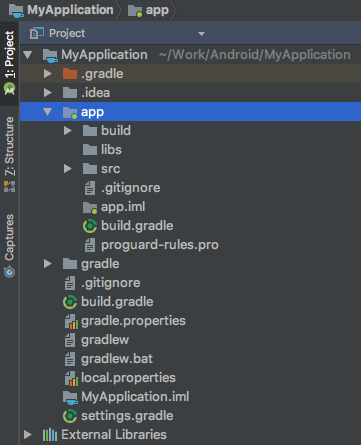 MyApplication app
Project
MyApplication ~/Work/Android/MyApplication
.gradle
.idea
app
build
libs
src
.gitignore
app.iml
build.gradle
proguard-rules.pro
gradle
.gitignore
build.gradle
gradle.properties
gradlew
gradlew.bat
local.properties
MyApplication.iml
settings.gradle
External Libraries
1: Project
7: Structure
Captures